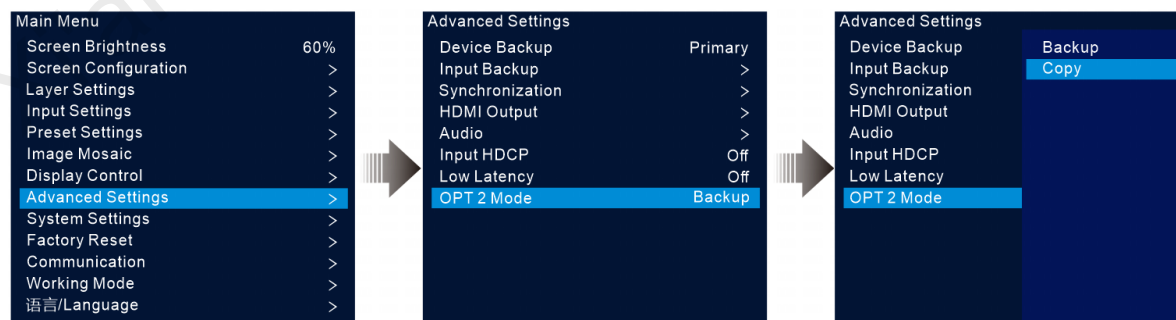 Main Menu
Screen Brightness 60%
Screen Configuration >
Layer Settings >
Input Settings >
Preset Settings >
Image Mosaic >
Display Control >
Advanced Settings >
System Settings >
Factory Reset >
Communication >
Working Mode >
语言/Language >
Advanced Settings
Device Backup Primary
Input Backup >
Synchronization >
HDMI Output >
Audio >
Input HDCP Off
Low Latency Off
OPT 2 Mode Backup
Advanced Settings
Device Backup Backup
Input Backup Copy
Synchronization
HDMI Output
Audio
Input HDCP
Low Latency
OPT 2 Mode